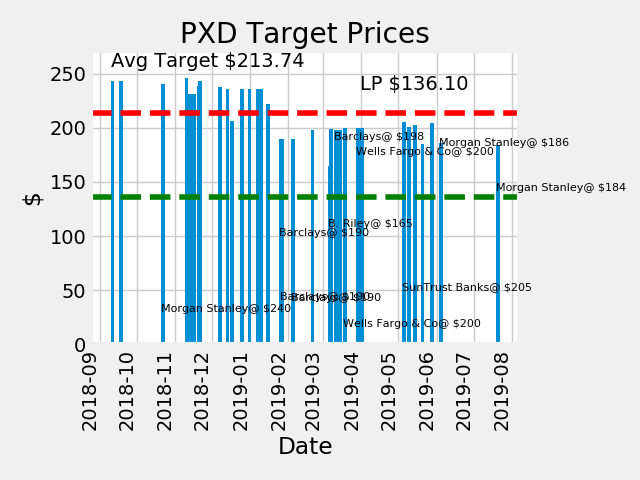 PXD Target Prices
Avg Target $213.74
LP $136.10
250
200
150
100
50
0
$
Barclays@ $198
Morgan Stanley@ $186
Wells Fargo & Co@ $200
Morgan Stanley@ $184
B. Riley@ $165
Barclays@ $190
SunTrust Banks@ $205
Barclays@ $190
Barclays@ $190
Morgan Stanley@ $240
Wells Fargo & Co@ $200
2018-09
2018-10
2018-11
2018-12
2019-01
2019-02
2019-03
2019-04
2019-05
2019-06
2019-07
2019-08
Date